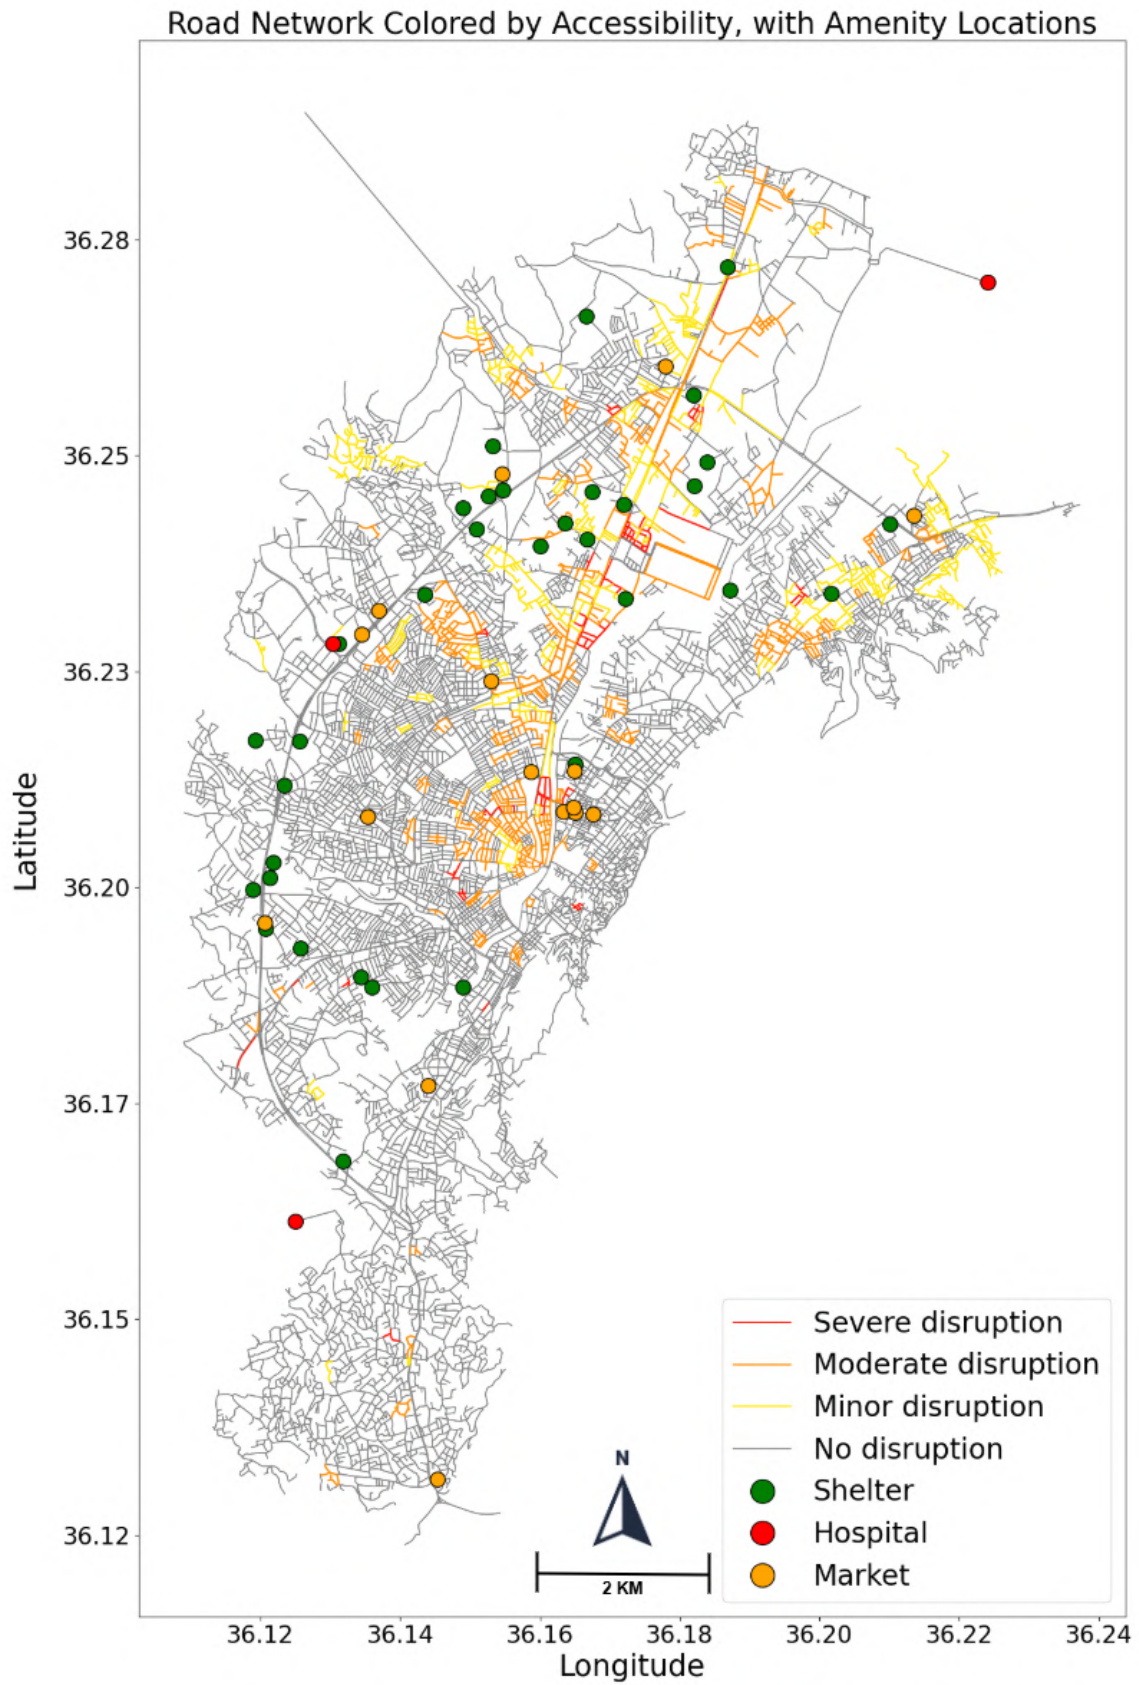 Road Network Colored by Accessibility, with Amenity Locations
36.28
36.25
36.23
36.20
36.17
36.15
36.12
Latitude
Severe disruption
Moderate disruption
Minor disruption
No disruption
Shelter
Hospital
Market
N
2 KM
36.12 36.14 36.16 36.18 36.20 36.22 36.24
Longitude